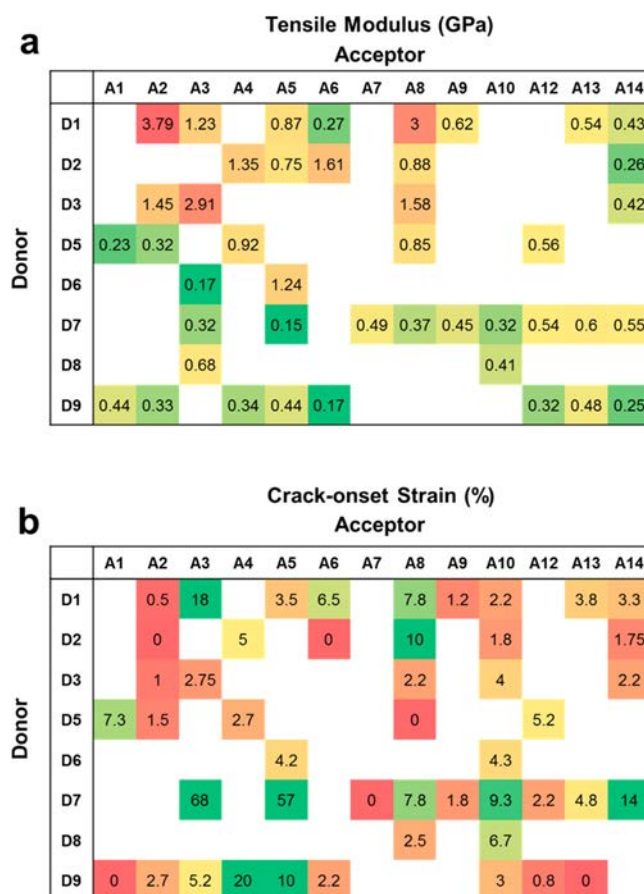 a
Tensile Modulus (GPa)
Acceptor
A1 A2 A3 A4 A5 A6 A7 A8 A9 A10 A12 A13 A14
Donor
D1 3.79 1.23 0.87 0.27 3 0.62 0.54 0.43
D2 1.35 0.75 1.61 0.88 0.26
D3 1.45 2.91 1.58 0.42
D5 0.23 0.32 0.92 0.85 0.56
D6 0.17 1.24
D7 0.32 0.15 0.49 0.37 0.45 0.32 0.54 0.6 0.55
D8 0.68 0.41
D9 0.44 0.33 0.34 0.44 0.17 0.32 0.48 0.25
b
Crack-onset Strain (%)
Acceptor
A1 A2 A3 A4 A5 A6 A7 A8 A9 A10 A12 A13 A14
Donor
D1 0.5 18 3.5 6.5 7.8 1.2 2.2 3.8 3.3
D2 0 5 0 10 1.8 1.75
D3 1 2.75 2.2 4 2.2
D5 7.3 1.5 2.7 0 5.2
D6 4.2 4.3
D7 68 57 0 7.8 1.8 9.3 2.2 4.8 14
D8 2.5 6.7
D9 0 2.7 5.2 20 10 2.2 3 0.8 0